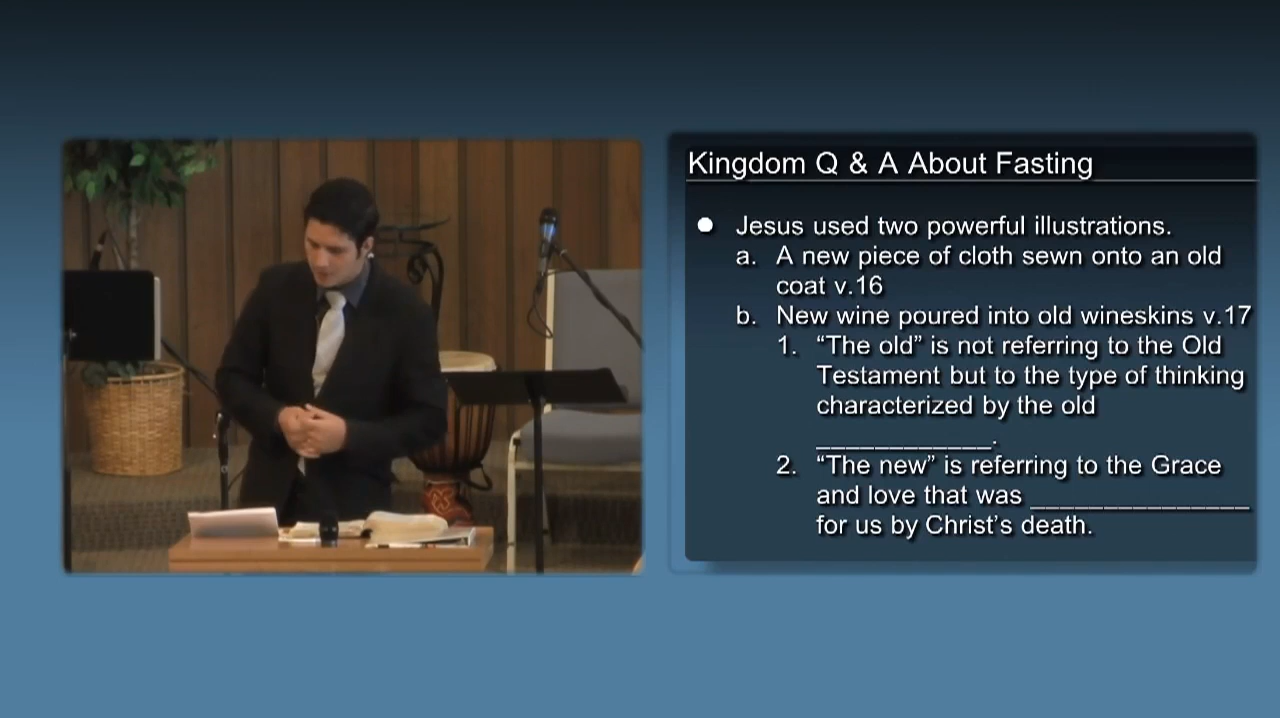 Kingdom Q & A About Fasting
● Jesus used two powerful illustrations.
a. A new piece of cloth sewn onto an old
coat v.16
b. New wine poured into old wineskins v.17
1. “The old” is not referring to the Old
Testament but to the type of thinking
characterized by the old
_____________.
2. “The new” is referring to the Grace
and love that was ________________
for us by Christ’s death.